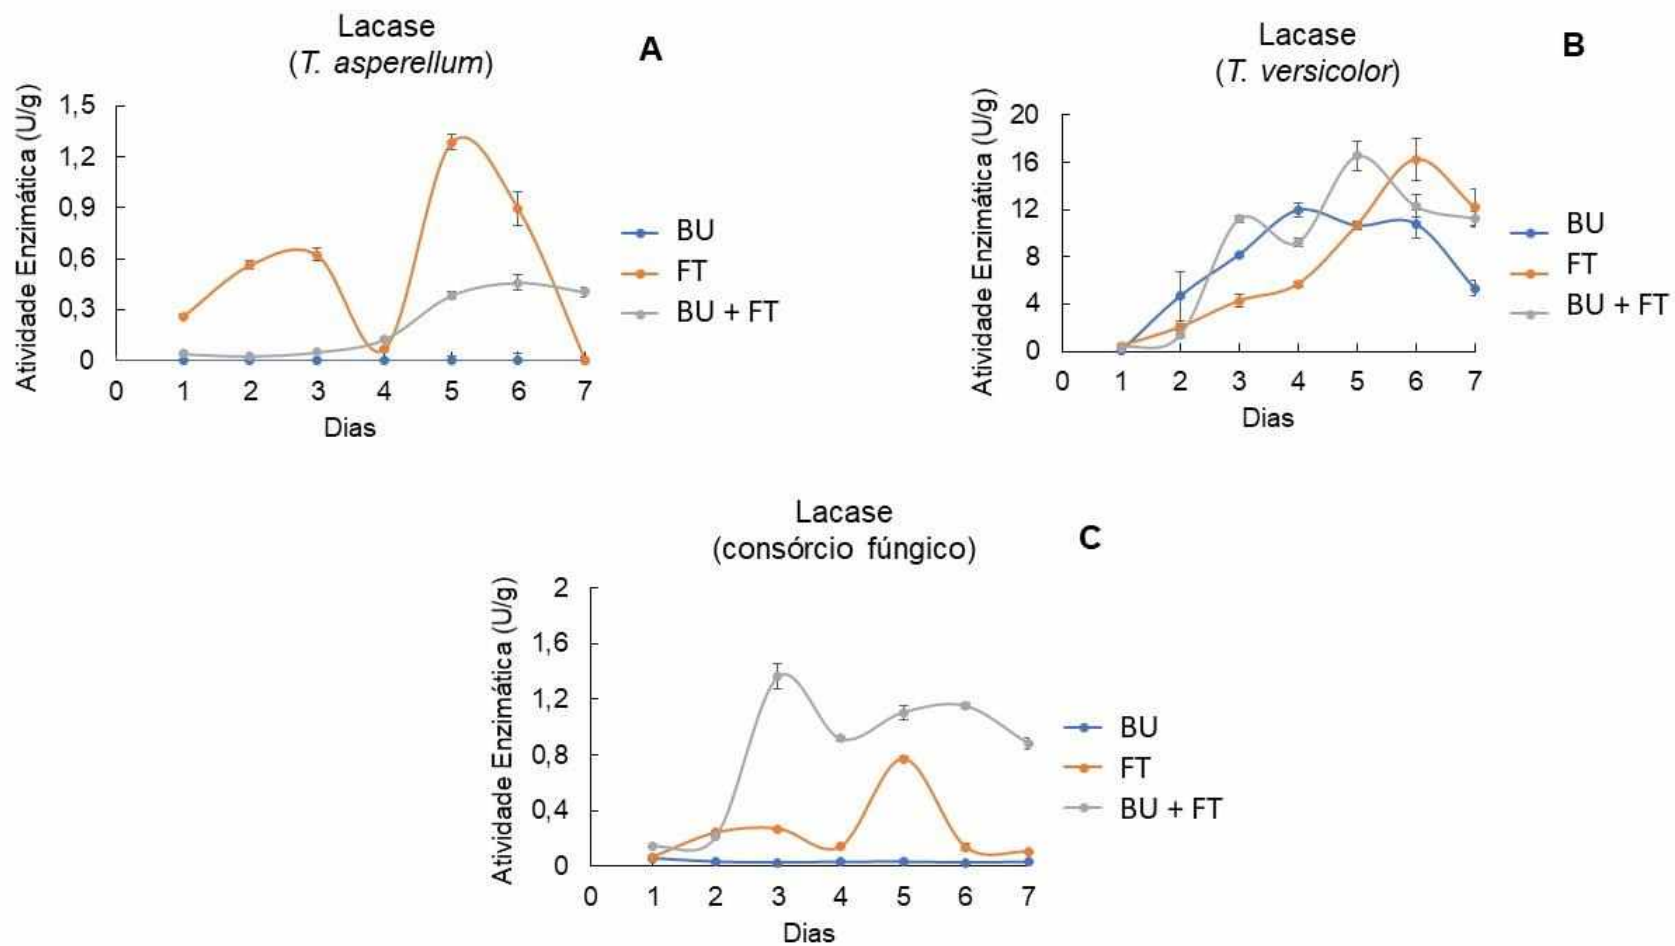 Lacase
(T. asperellum)
A
Atividade Enzimática (U/g)
1,5
1,2
0,9
0,6
0,3
0
0 1 2 3 4 5 6 7
Dias
BU
FT
BU + FT
Lacase
(T. versicolor)
B
Atividade Enzimática (U/g)
20
16
12
8
4
0
0 1 2 3 4 5 6 7
Dias
BU
FT
BU + FT
Lacase
(consórcio fúngico)
C
Atividade Enzimática (U/g)
2
1,6
1,2
0,8
0,4
0
0 1 2 3 4 5 6 7
Dias
BU
FT
BU + FT